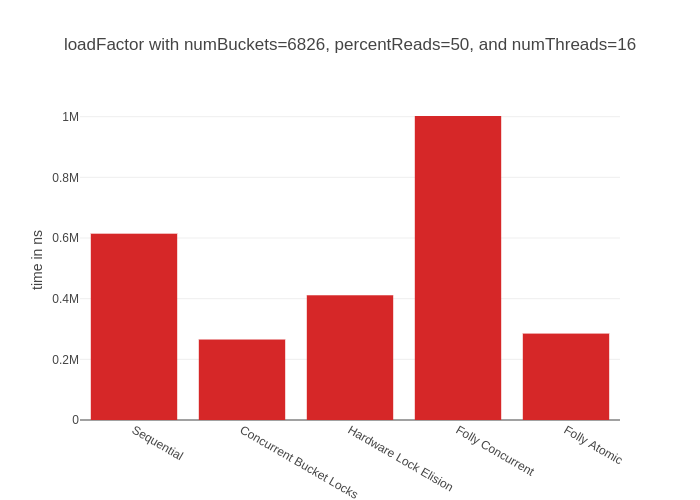 loadFactor with numBuckets=6826, percentReads=50, and numThreads=16
1M
0.8M
0.6M
0.4M
0.2M
0
time in ns
Sequential
Concurrent Bucket Locks
Hardware Lock Elision
Folly Concurrent
Folly Atomic